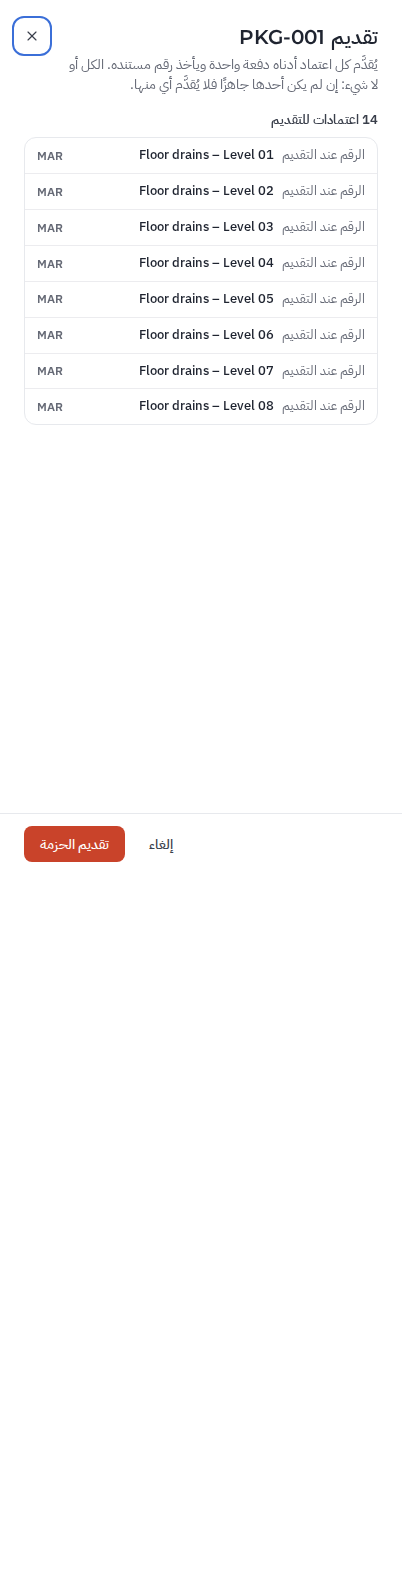 تقديم PKG-001
يُقدَّم كل اعتماد أدناه دفعة واحدة ويأخذ رقم مستنده. الكل أو
لا شيء: إن لم يكن أحدها جاهزًا فلا يُقدَّم أي منها.
14 اعتمادات للتقديم
الرقم عند التقديم Floor drains – Level 01 MAR
الرقم عند التقديم Floor drains – Level 02 MAR
الرقم عند التقديم Floor drains – Level 03 MAR
الرقم عند التقديم Floor drains – Level 04 MAR
الرقم عند التقديم Floor drains – Level 05 MAR
الرقم عند التقديم Floor drains – Level 06 MAR
الرقم عند التقديم Floor drains – Level 07 MAR
الرقم عند التقديم Floor drains – Level 08 MAR
إلغاء
تقديم الحزمة